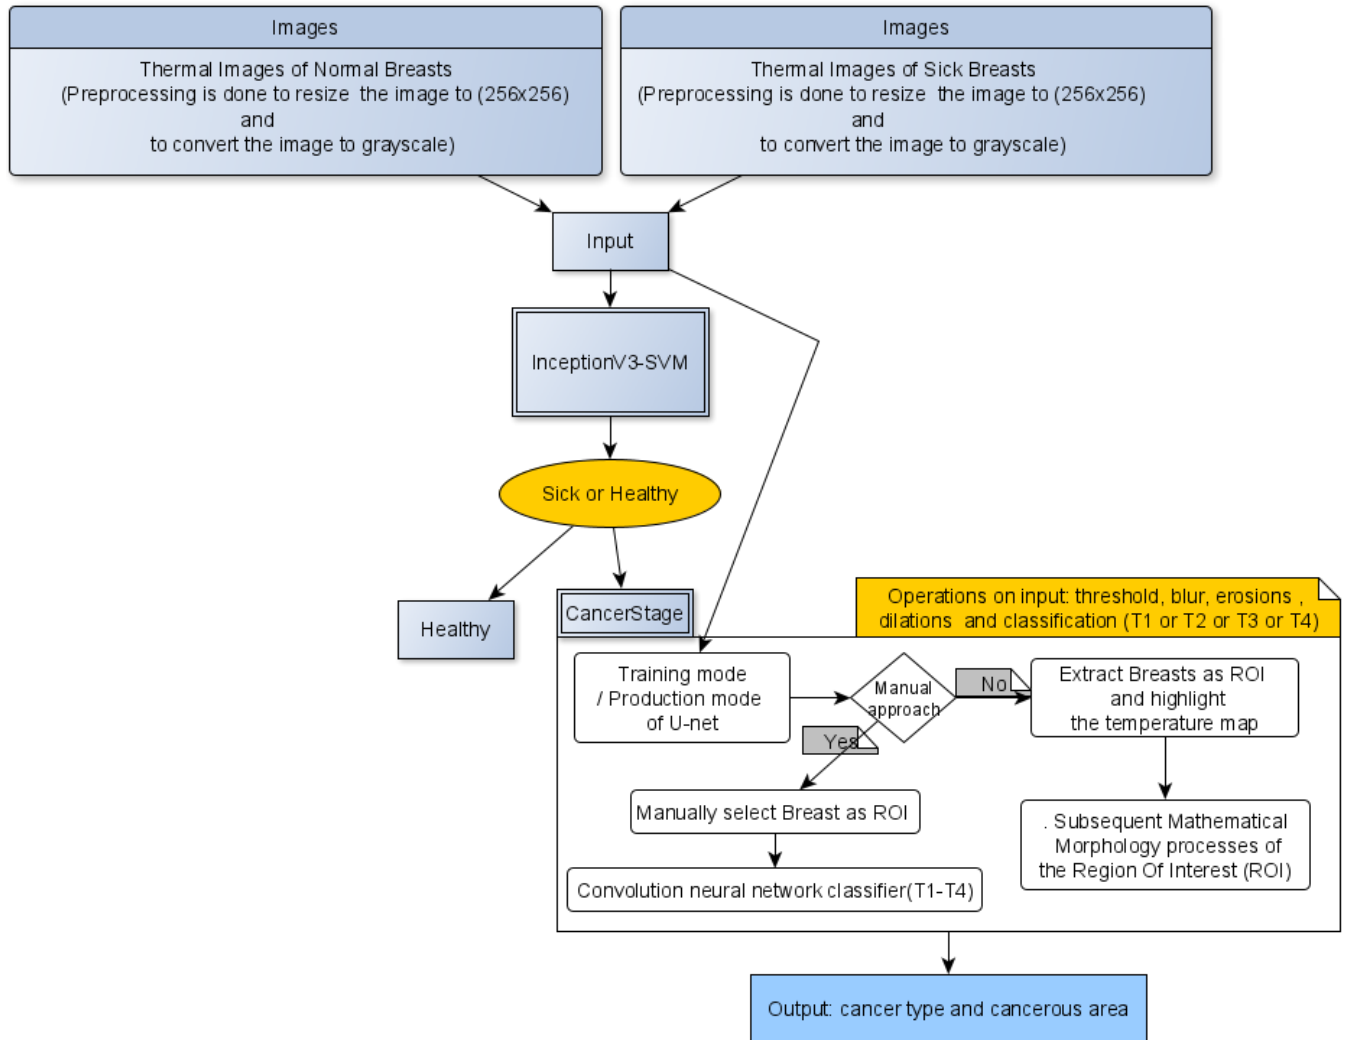 Images
Thermal Images of Normal Breasts
(Preprocessing is done to resize the image to (256x256)
and
to convert the image to grayscale)
Images
Thermal Images of Sick Breasts
(Preprocessing is done to resize the image to (256x256)
and
to convert the image to grayscale)
Input
InceptionV3-SVM
Sick or Healthy
Healthy
CancerStage
Operations on input: threshold, blur, erosions ,
dilations and classification (T1 or T2 or T3 or T4)
Training mode
/ Production mode
of U-net
Manual
approach
No
Extract Breasts as ROI
and highlight
the temperature map
Yes
Manually select Breast as ROI
. Subsequent Mathematical
Morphology processes of
the Region Of Interest (ROI)
Convolution neural network classifier(T1-T4)
Output: cancer type and cancerous area